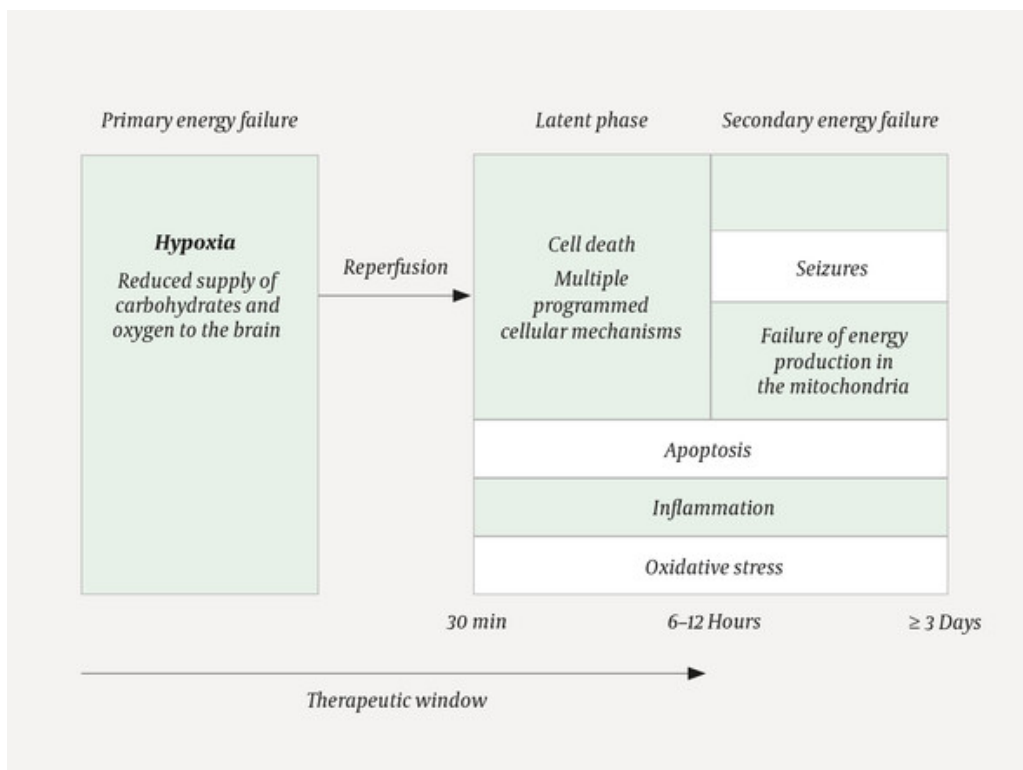 Primary energy failure
Latent phase
Secondary energy failure
Hypoxia
Reduced supply of
carbohydrates and
oxygen to the brain
Reperfusion
Cell death
Multiple
programmed
cellular mechanisms
Seizures
Failure of energy
production in
the mitochondria
Apoptosis
Inflammation
Oxidative stress
30 min
6–12 Hours
≥ 3 Days
Therapeutic window